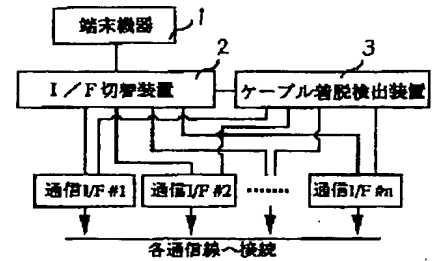 端末機器
1
2
3
I/F切替装置
ケーブル着脱検出装置
通信I/F #1
通信I/F #2
通信I/F #n
各通信線へ接続